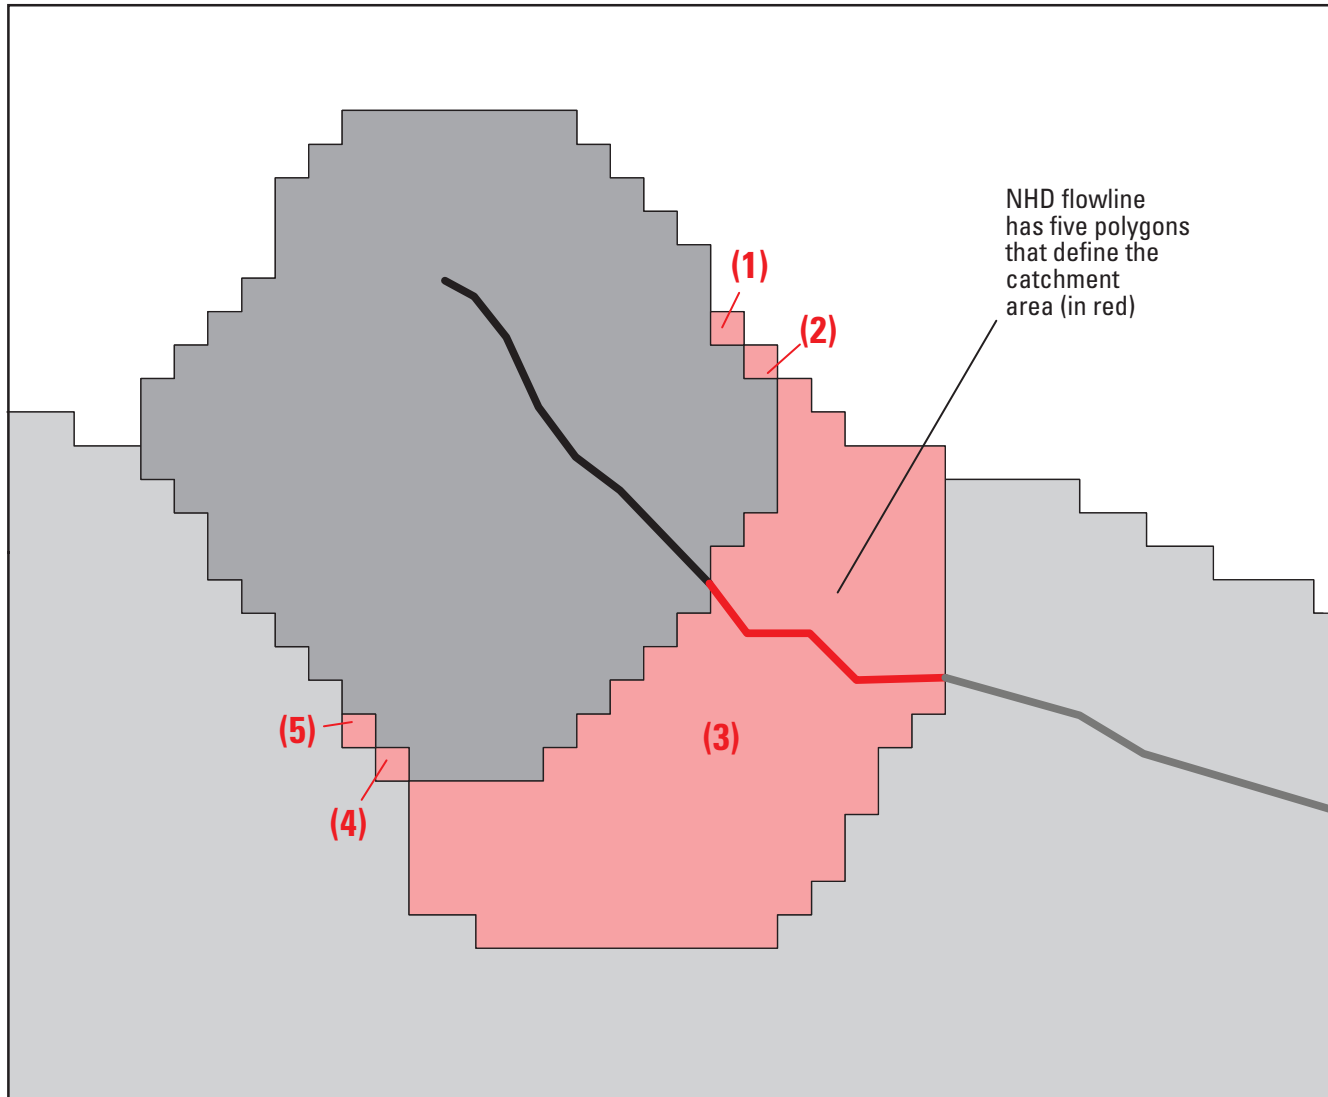 NHD flowline
has five polygons
that define the
catchment
area (in red)
(1)
(2)
(3)
(5)
(4)